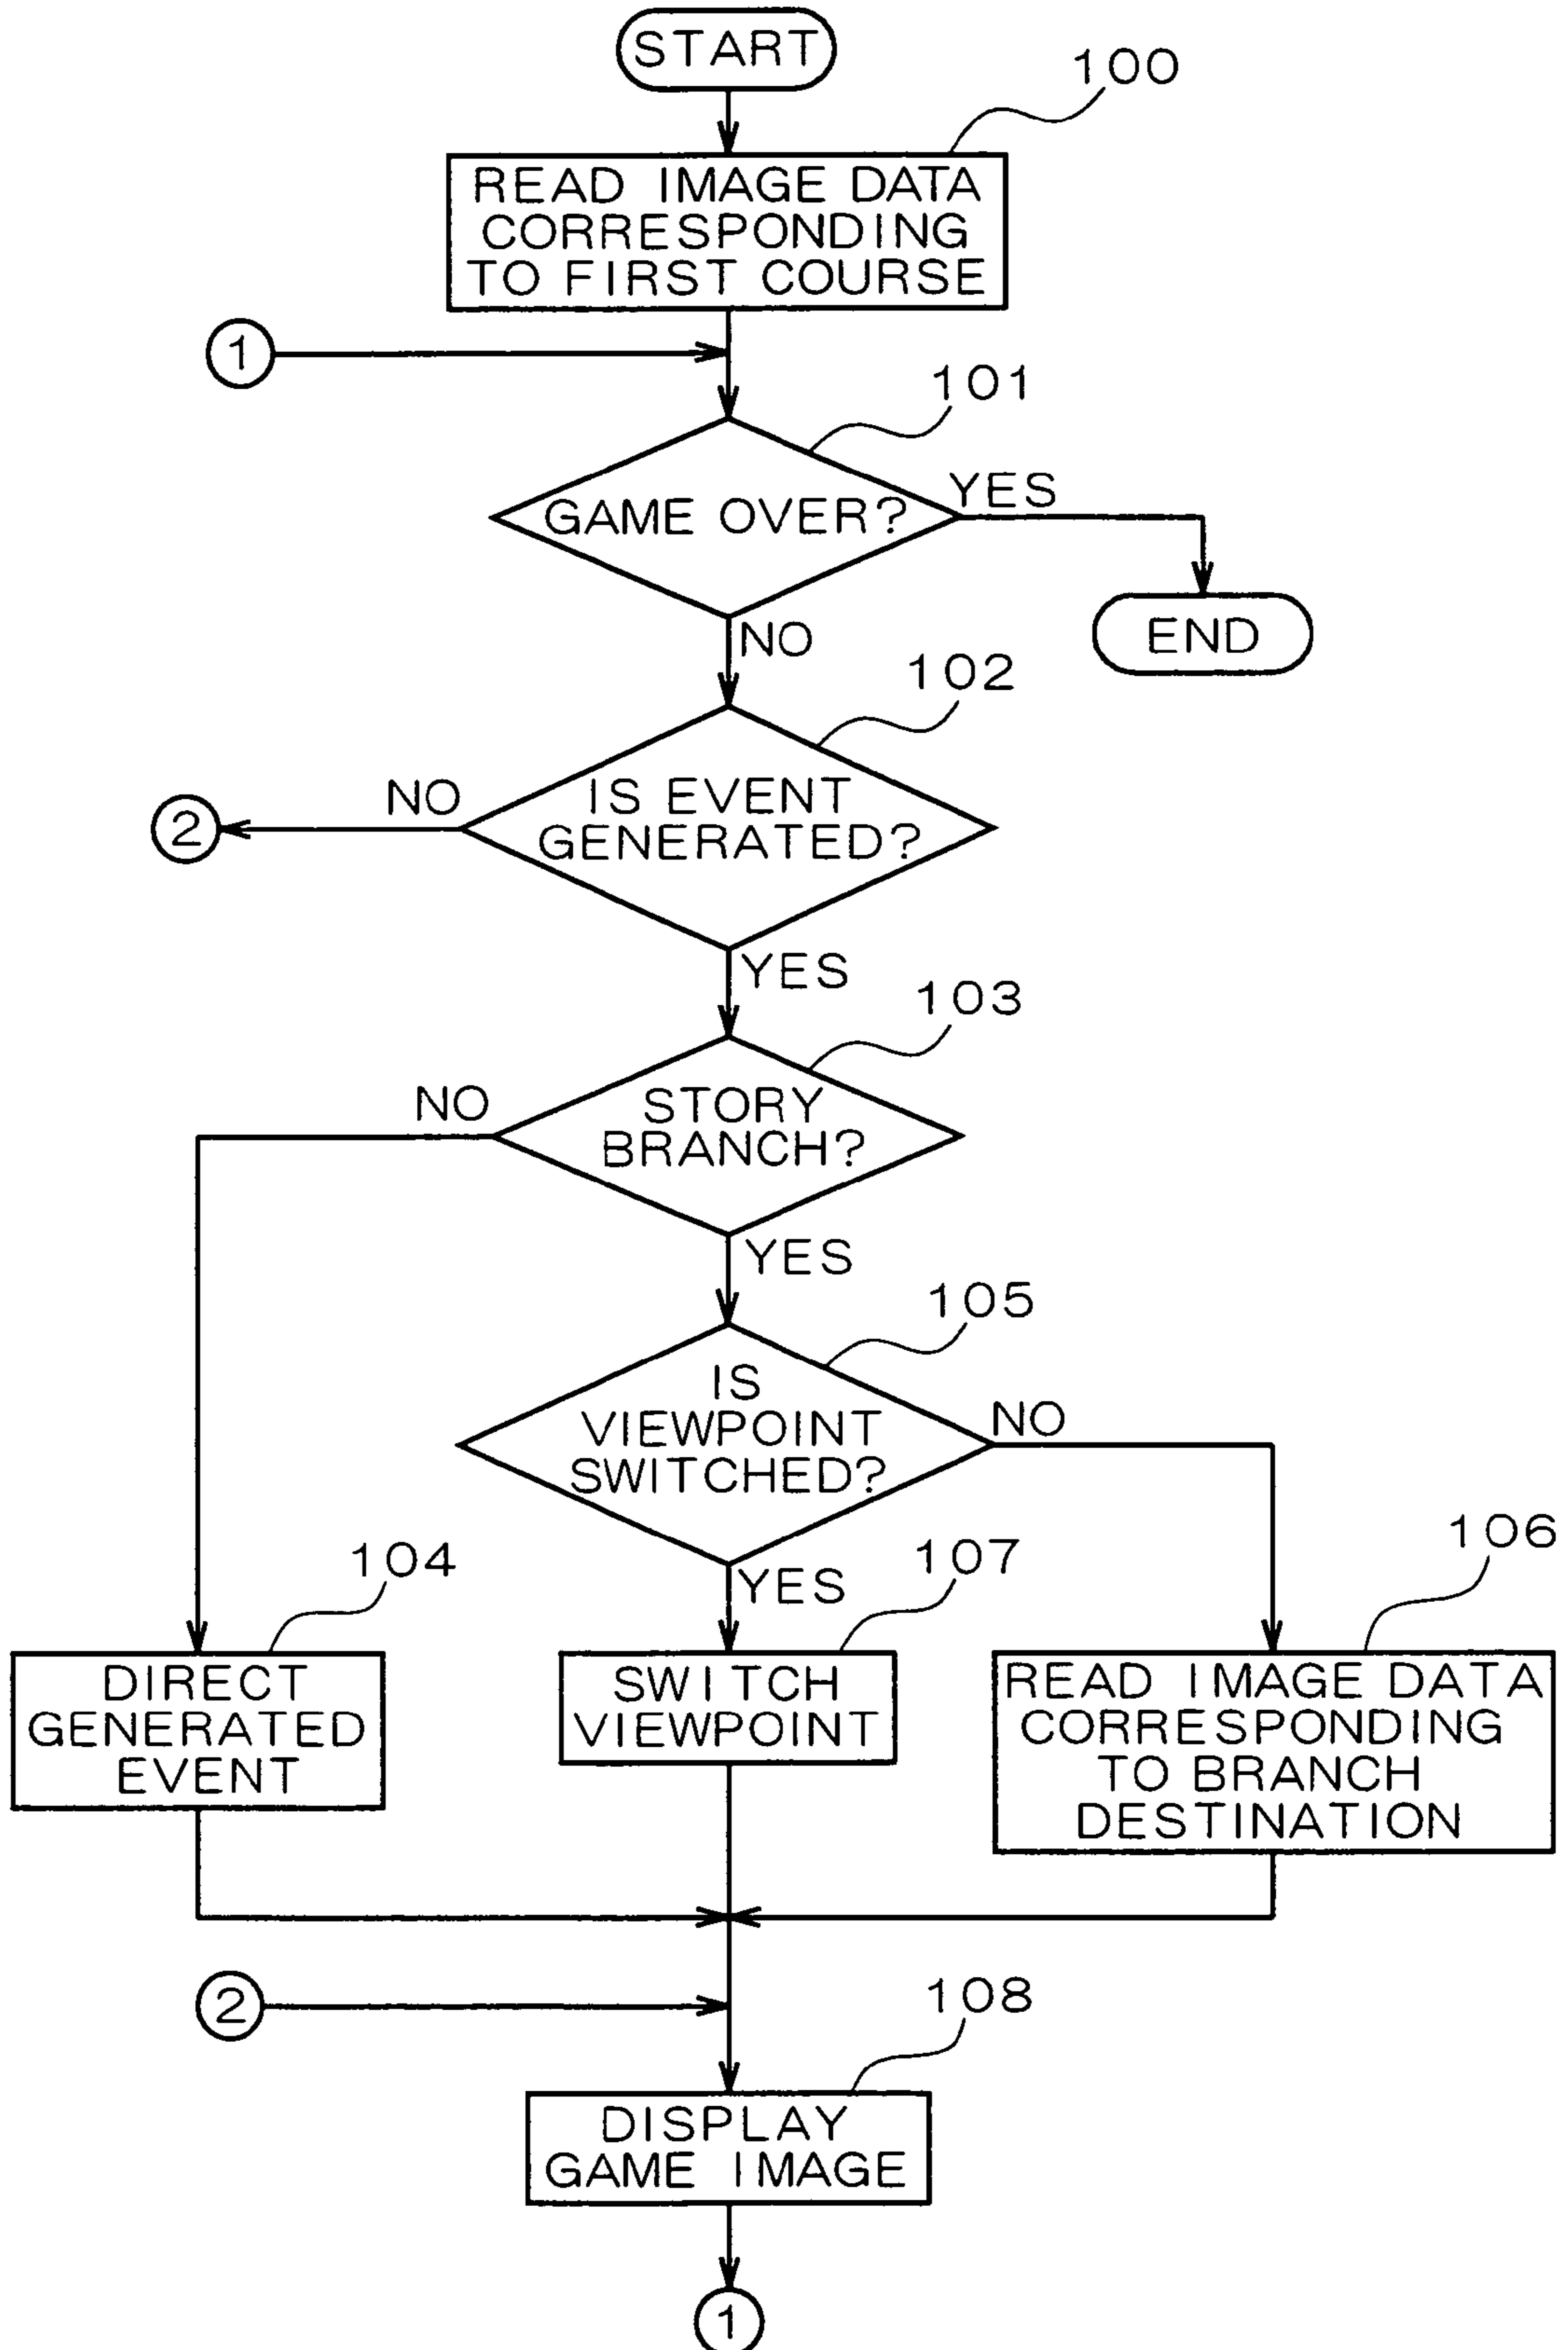 START
100
READ IMAGE DATA
CORRESPONDING
TO FIRST COURSE
1
101
GAME OVER?
YES
END
NO
102
IS EVENT
GENERATED?
NO
2
YES
103
STORY
BRANCH?
NO
YES
105
IS
VIEWPOINT
SWITCHED?
NO
YES
104
DIRECT
GENERATED
EVENT
107
SWITCH
VIEWPOINT
106
READ IMAGE DATA
CORRESPONDING
TO BRANCH
DESTINATION
2
108
DISPLAY
GAME IMAGE
1